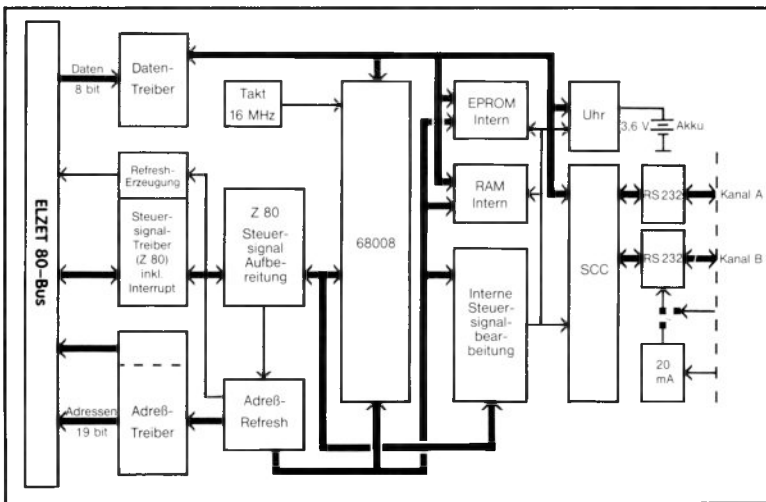 ELZET 80-Bus
Daten
8 bit
Daten-
Treiber
Takt
16 MHz
EPROM
Intern
Uhr
3,6 V
Akku
Refresh-
Erzeugung
Steuer-
signal-
Treiber
(Z 80)
inkl.
Interrupt
Z 80
Steuer
signal
Aufbe-
reitung
68008
RAM
Intern
Interne
Steuer-
signal-
bear-
beitung
SCC
RS 232
Kanal A
RS 232
Kanal B
20
mA
Adressen
19 bit
Adreß-
Treiber
Adreß-
Refresh